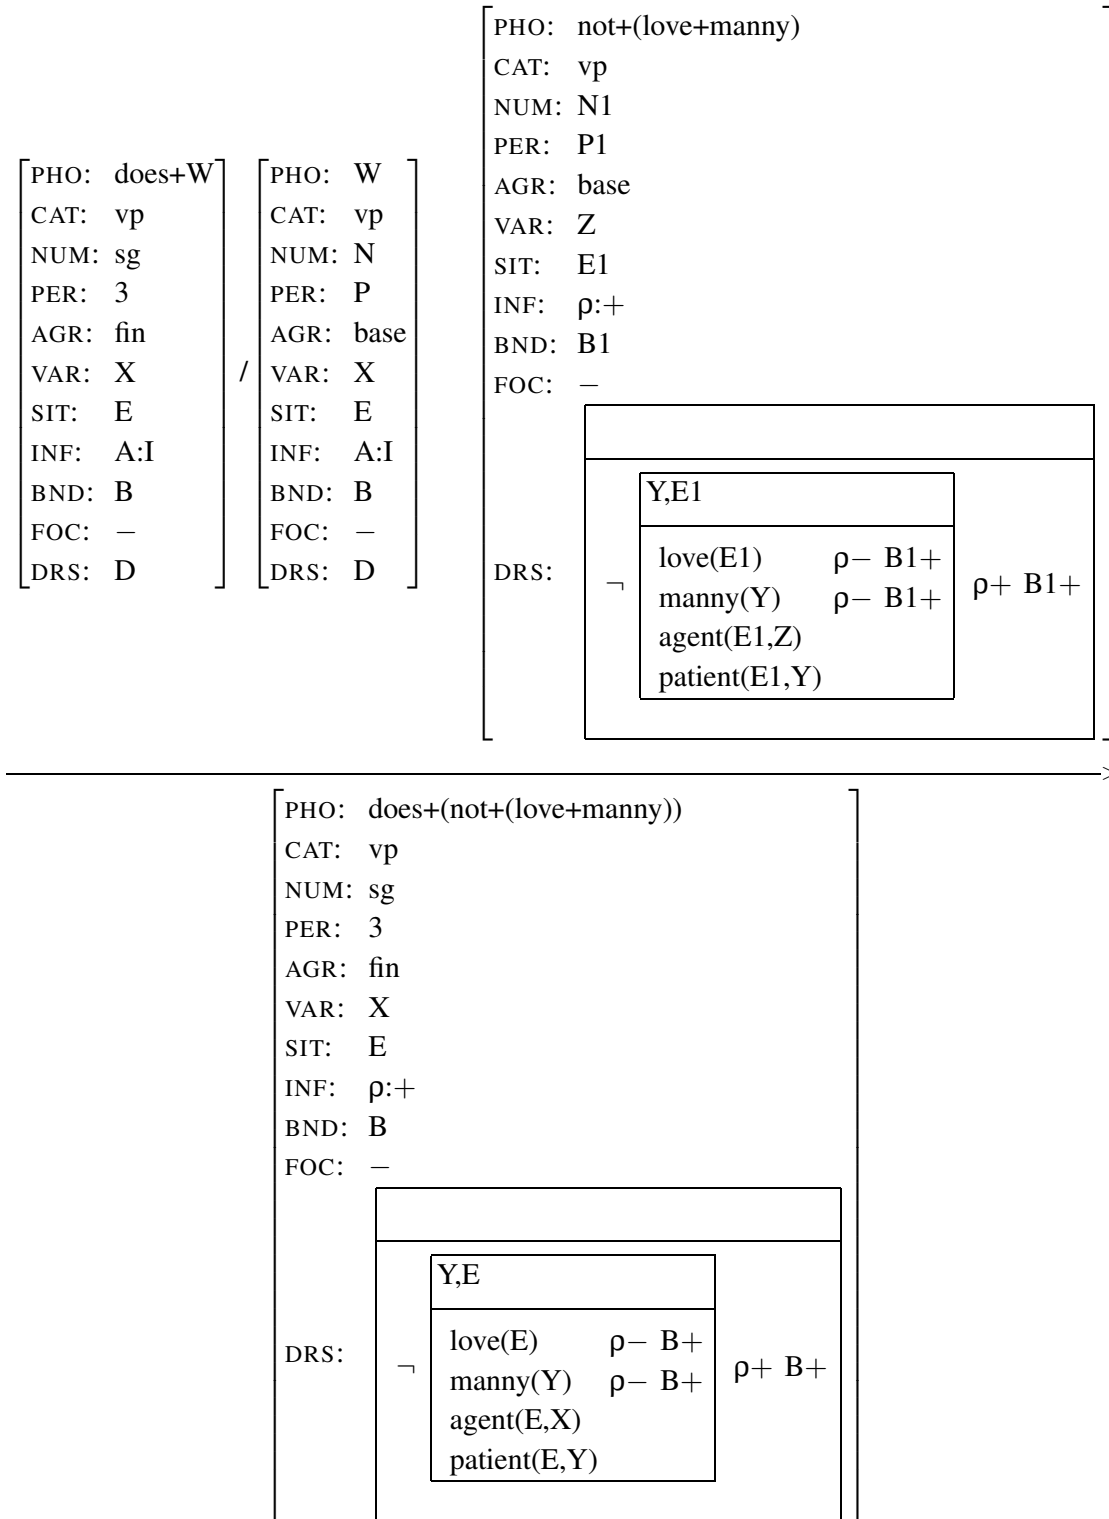 PHO: does+W
CAT: vp
NUM: sg
PER: 3
AGR: fin
VAR: X
SIT: E
INF: A:I
BND: B
FOC: −
DRS: D
/
PHO: W
CAT: vp
NUM: N
PER: P
AGR: base
VAR: X
SIT: E
INF: A:I
BND: B
FOC: −
DRS: D
PHO: not+(love+manny)
CAT: vp
NUM: N1
PER: P1
AGR: base
VAR: Z
SIT: E1
INF: ρ:+
BND: B1
FOC: −
DRS:
Y,E1
love(E1) ρ− B1+
manny(Y) ρ− B1+
agent(E1,Z)
patient(E1,Y)
¬ ρ+ B1+
>
PHO: does+(not+(love+manny))
CAT: vp
NUM: sg
PER: 3
AGR: fin
VAR: X
SIT: E
INF: ρ:+
BND: B
FOC: −
DRS:
Y,E
love(E) ρ− B+
manny(Y) ρ− B+
agent(E,X)
patient(E,Y)
¬ ρ+ B+